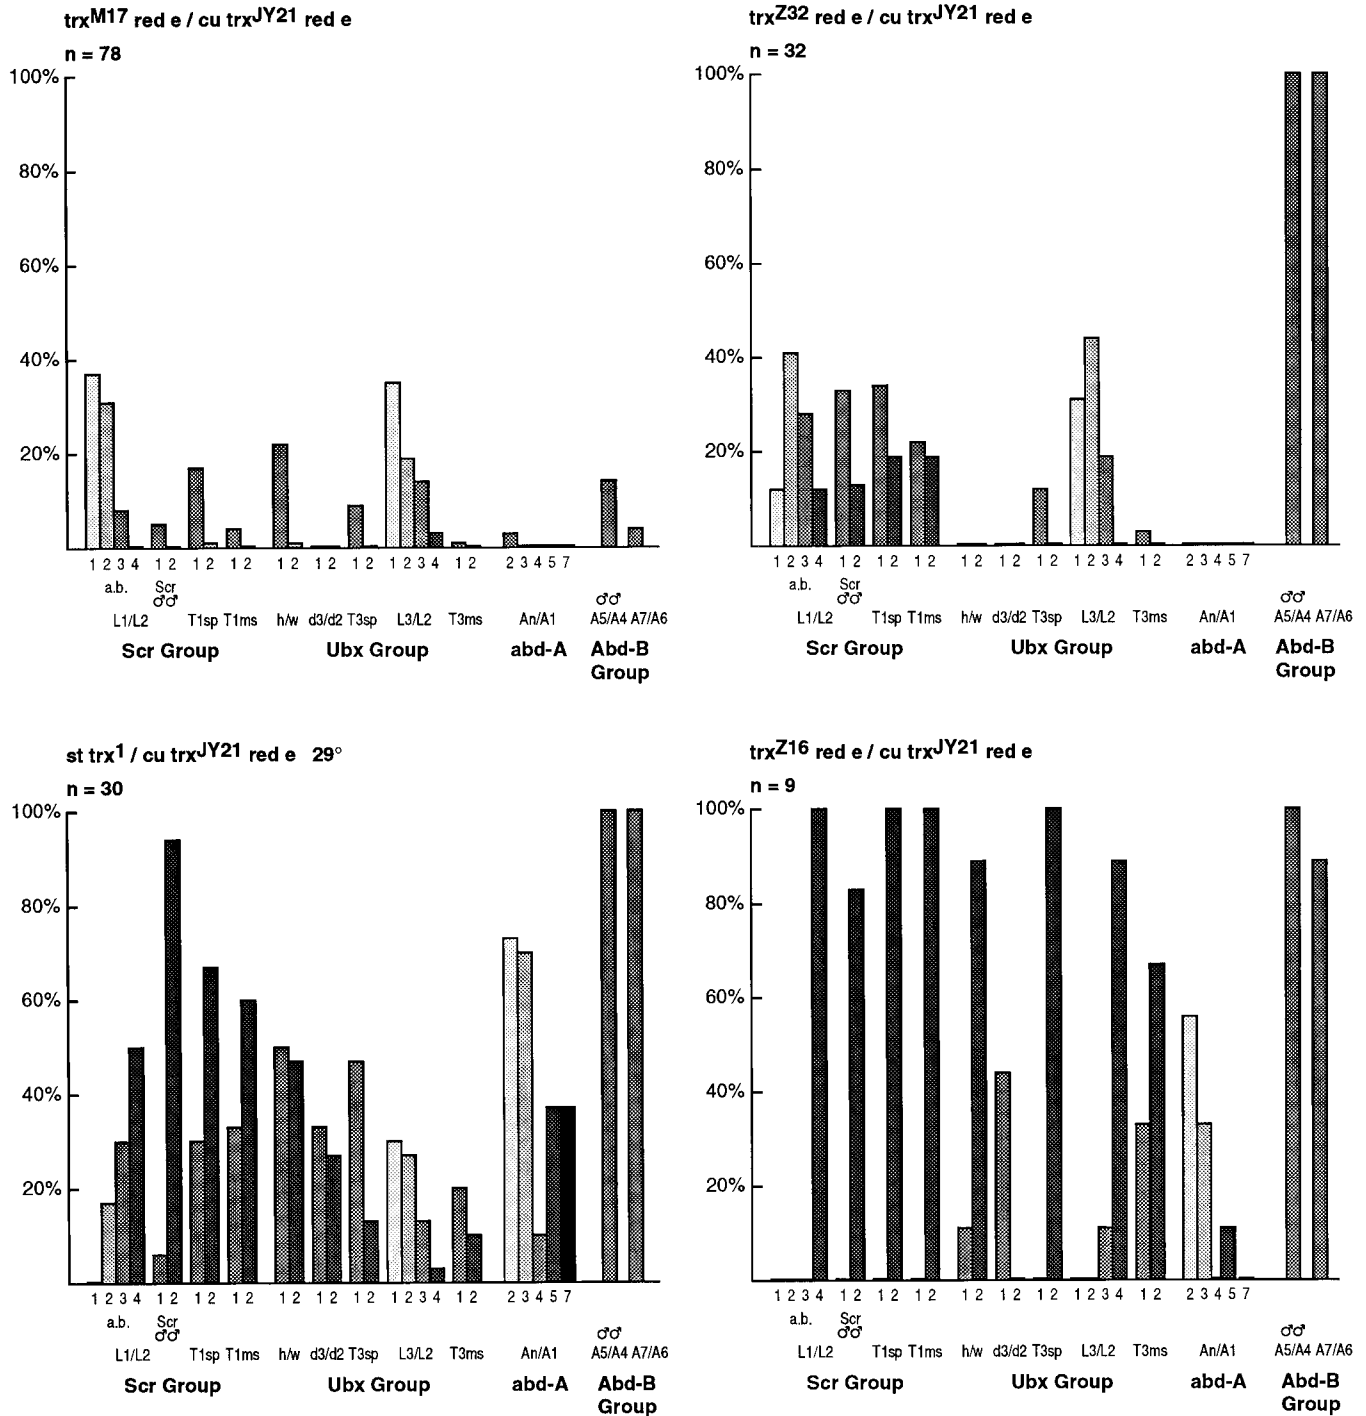 trxM17 red e / cu trxJY21 red e
n = 78
100%
80%
60%
40%
20%
1 2 3 4 1 2 1 2 1 2 1 2 1 2 1 2 1 2 3 4 1 2 2 3 4 5 7
a.b. Scr
♂♂ ♂♂
L1/L2 T1sp T1ms h/w d3/d2 T3sp L3/L2 T3ms An/A1 A5/A4 A7/A6
Scr Group Ubx Group abd-A Abd-B
Group
trxZ32 red e / cu trxJY21 red e
n = 32
100%
80%
60%
40%
20%
1 2 3 4 1 2 1 2 1 2 1 2 1 2 1 2 1 2 3 4 1 2 2 3 4 5 7
a.b. Scr
♂♂ ♂♂
L1/L2 T1sp T1ms h/w d3/d2 T3sp L3/L2 T3ms An/A1 A5/A4 A7/A6
Scr Group Ubx Group abd-A Abd-B
Group
st trx1 / cu trxJY21 red e 29°
n = 30
100%
80%
60%
40%
20%
1 2 3 4 1 2 1 2 1 2 1 2 1 2 1 2 1 2 3 4 1 2 2 3 4 5 7
a.b. Scr
♂♂ ♂♂
L1/L2 T1sp T1ms h/w d3/d2 T3sp L3/L2 T3ms An/A1 A5/A4 A7/A6
Scr Group Ubx Group abd-A Abd-B
Group
trxZ16 red e / cu trxJY21 red e
n = 9
100%
80%
60%
40%
20%
1 2 3 4 1 2 1 2 1 2 1 2 1 2 1 2 1 2 3 4 1 2 2 3 4 5 7
a.b. Scr
♂♂ ♂♂
L1/L2 T1sp T1ms h/w d3/d2 T3sp L3/L2 T3ms An/A1 A5/A4 A7/A6
Scr Group Ubx Group abd-A Abd-B
Group